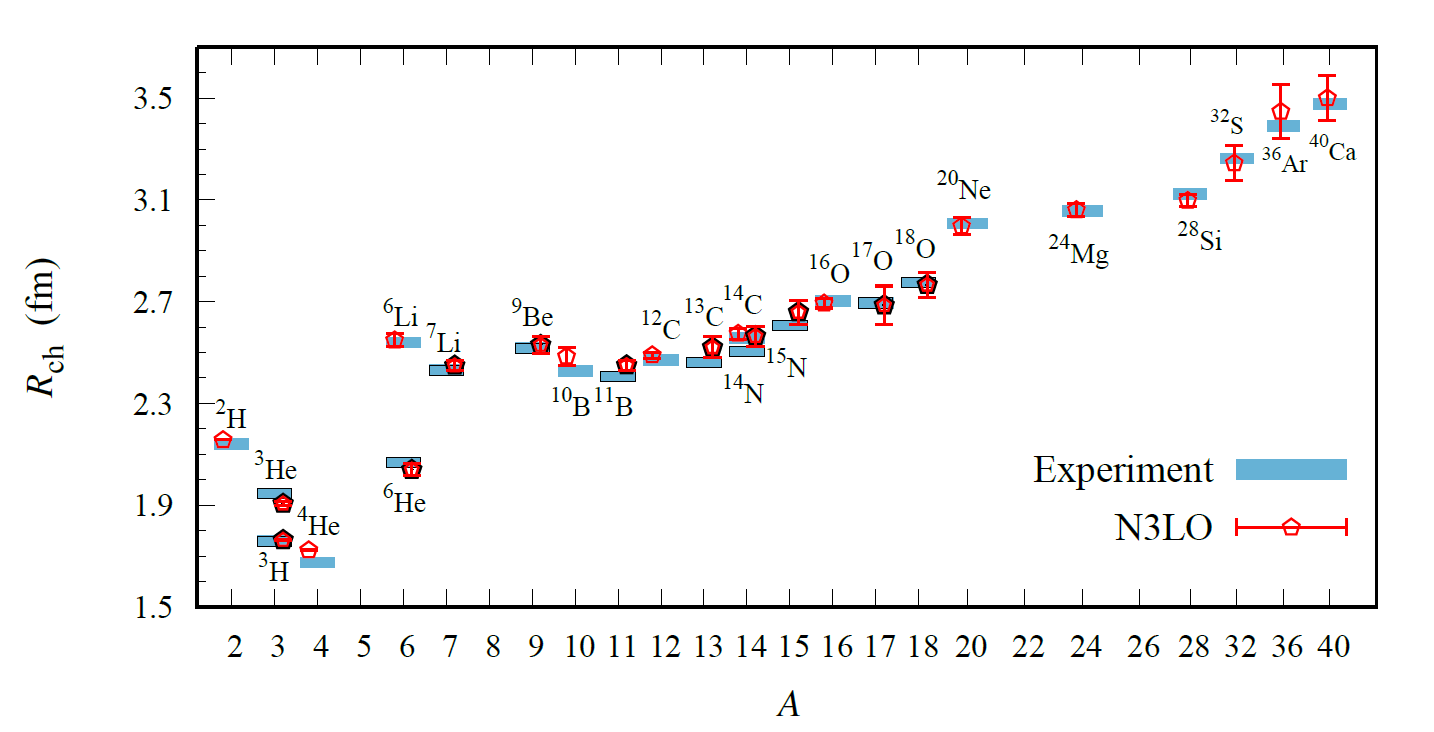 R_ch (fm)
3.5
3.1
2.7
2.3
1.9
1.5
²H
³He
³H
⁴He
⁶Li
⁶He
⁷Li
⁹Be
¹⁰B
¹¹B
¹²C
¹³C
¹⁴C
¹⁴N
¹⁵N
¹⁶O
¹⁷O
¹⁸O
²⁰Ne
²⁴Mg
²⁸Si
³²S
³⁶Ar
⁴⁰Ca
Experiment
N3LO
2 3 4 5 6 7 8 9 10 11 12 13 14 15 16 17 18 20 22 24 26 28 32 36 40
A